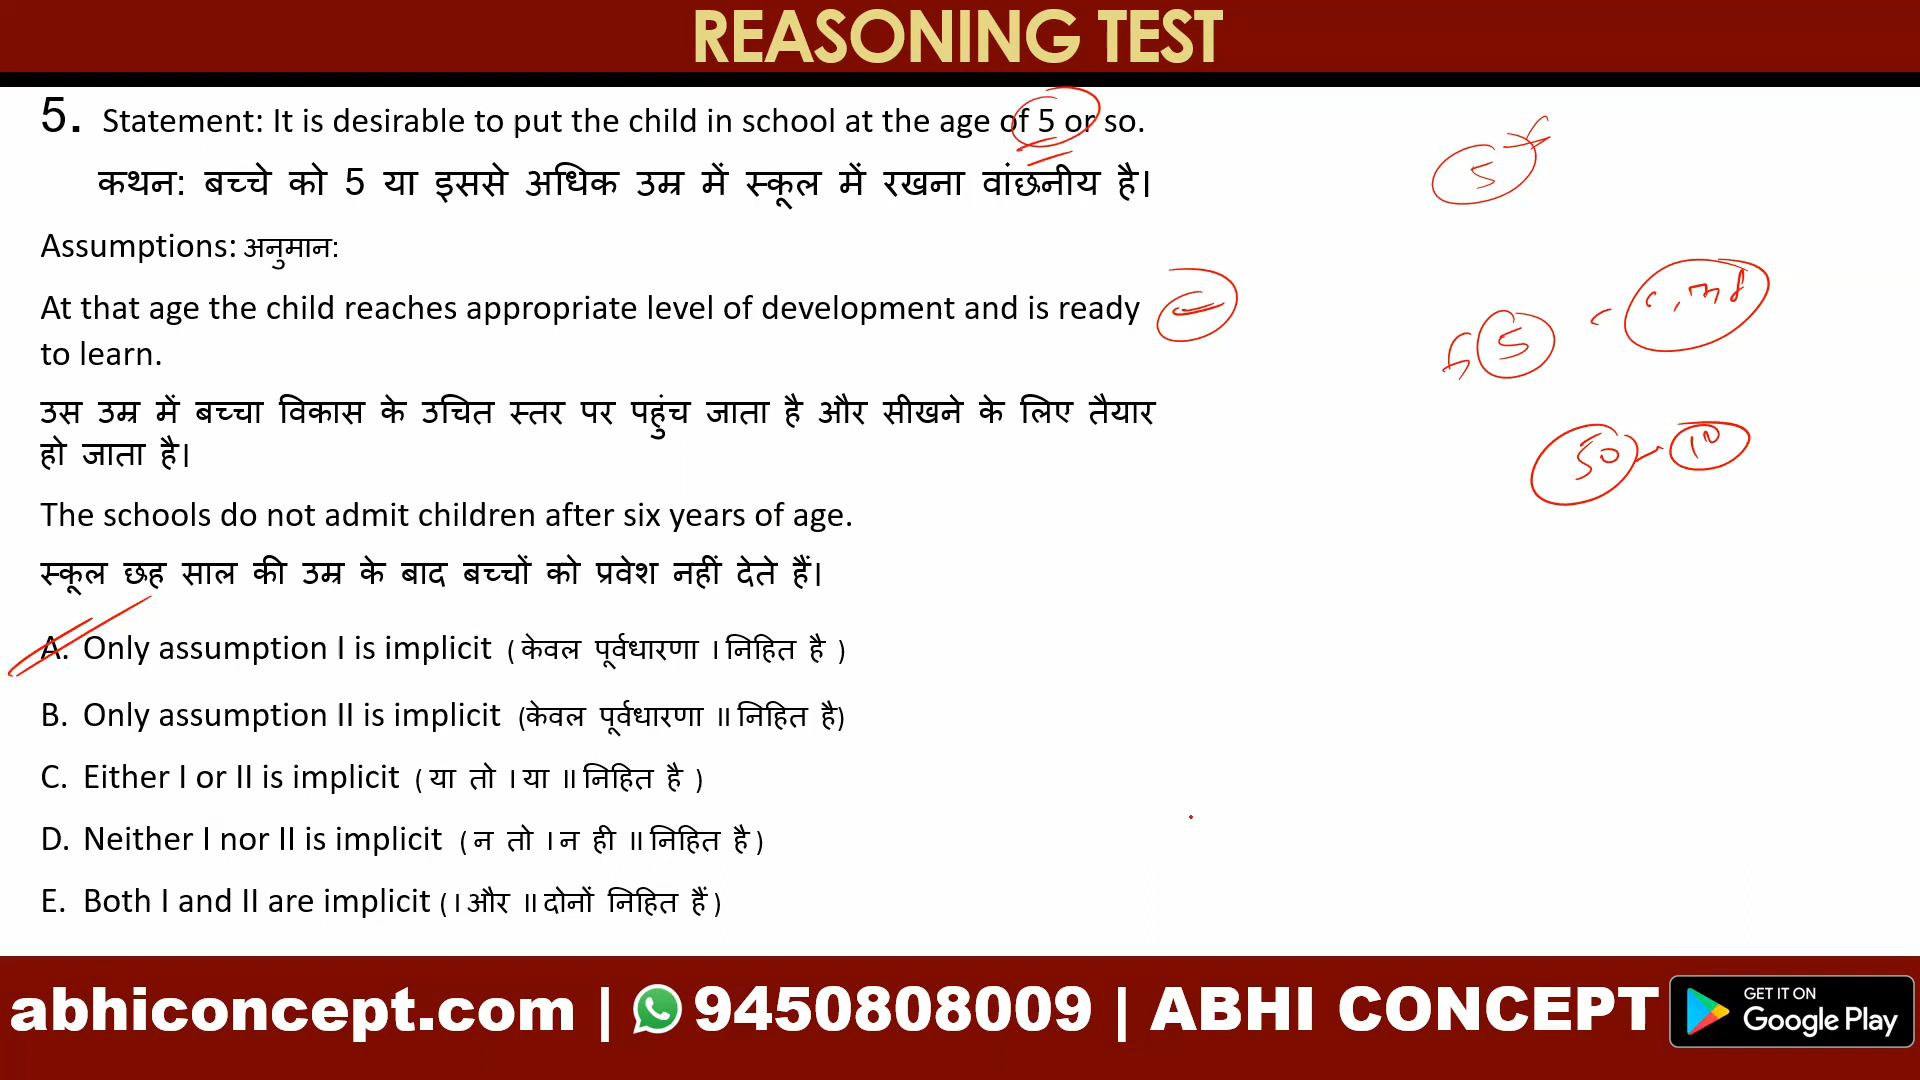 REASONING TEST
5. Statement: It is desirable to put the child in school at the age of 5 or so.
कथन: बच्चे को 5 या इससे अधिक उम्र में स्कूल में रखना वांछनीय है।
Assumptions: अनुमान:
At that age the child reaches appropriate level of development and is ready
to learn.
उस उम्र में बच्चा विकास के उचित स्तर पर पहुंच जाता है और सीखने के लिए तैयार
हो जाता है।
The schools do not admit children after six years of age.
स्कूल छह साल की उम्र के बाद बच्चों को प्रवेश नहीं देते हैं।
A. Only assumption I is implicit ( केवल पूर्वधारणा । निहित है )
B. Only assumption II is implicit (केवल पूर्वधारणा ॥ निहित है)
C. Either I or II is implicit ( या तो । या ॥ निहित है )
D. Neither I nor II is implicit ( न तो । न ही ॥ निहित है )
E. Both I and II are implicit ( । और ॥ दोनों निहित हैं )
5
5
50
10
abhiconcept.com | 9450808009 | ABHI CONCEPT
GET IT ON
Google Play